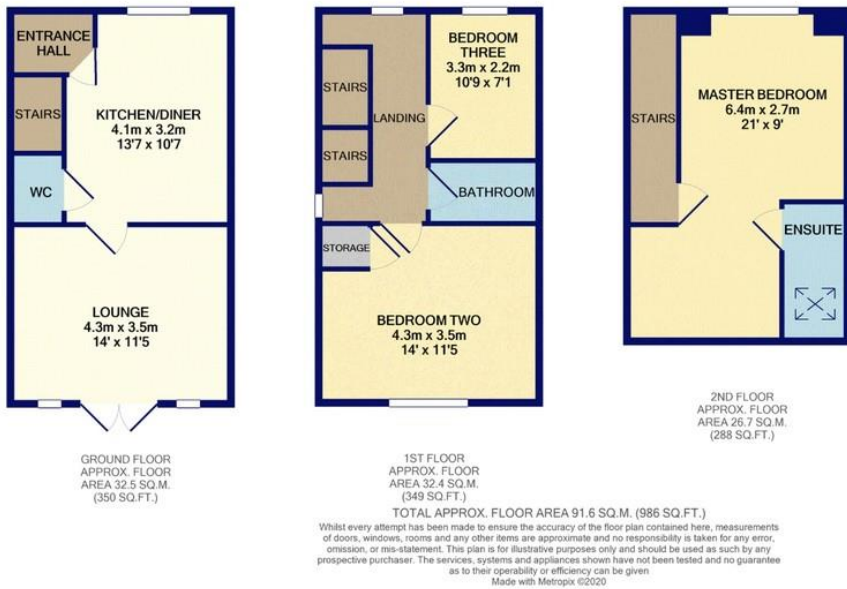 ENTRANCE
HALL
STAIRS
KITCHEN/DINER
4.1m x 3.2m
13'7 x 10'7
WC
LOUNGE
4.3m x 3.5m
14' x 11'5
GROUND FLOOR
APPROX. FLOOR
AREA 32.5 SQ.M.
(350 SQ.FT.)
BEDROOM
THREE
3.3m x 2.2m
10'9 x 7'1
STAIRS
LANDING
STAIRS
BATHROOM
STORAGE
BEDROOM TWO
4.3m x 3.5m
14' x 11'5
1ST FLOOR
APPROX. FLOOR
AREA 32.4 SQ.M.
(349 SQ.FT.)
STAIRS
MASTER BEDROOM
6.4m x 2.7m
21' x 9'
ENSUITE
2ND FLOOR
APPROX. FLOOR
AREA 26.7 SQ.M.
(288 SQ.FT.)
TOTAL APPROX. FLOOR AREA 91.6 SQ.M. (986 SQ.FT.)
Whilst every attempt has been made to ensure the accuracy of the floor plan contained here, measurements
of doors, windows, rooms and any other items are approximate and no responsibility is taken for any error,
omission, or mis-statement. This plan is for illustrative purposes only and should be used as such by any
prospective purchaser. The services, systems and appliances shown have not been tested and no guarantee
as to their operability or efficiency can be given
Made with Metropix ©2020